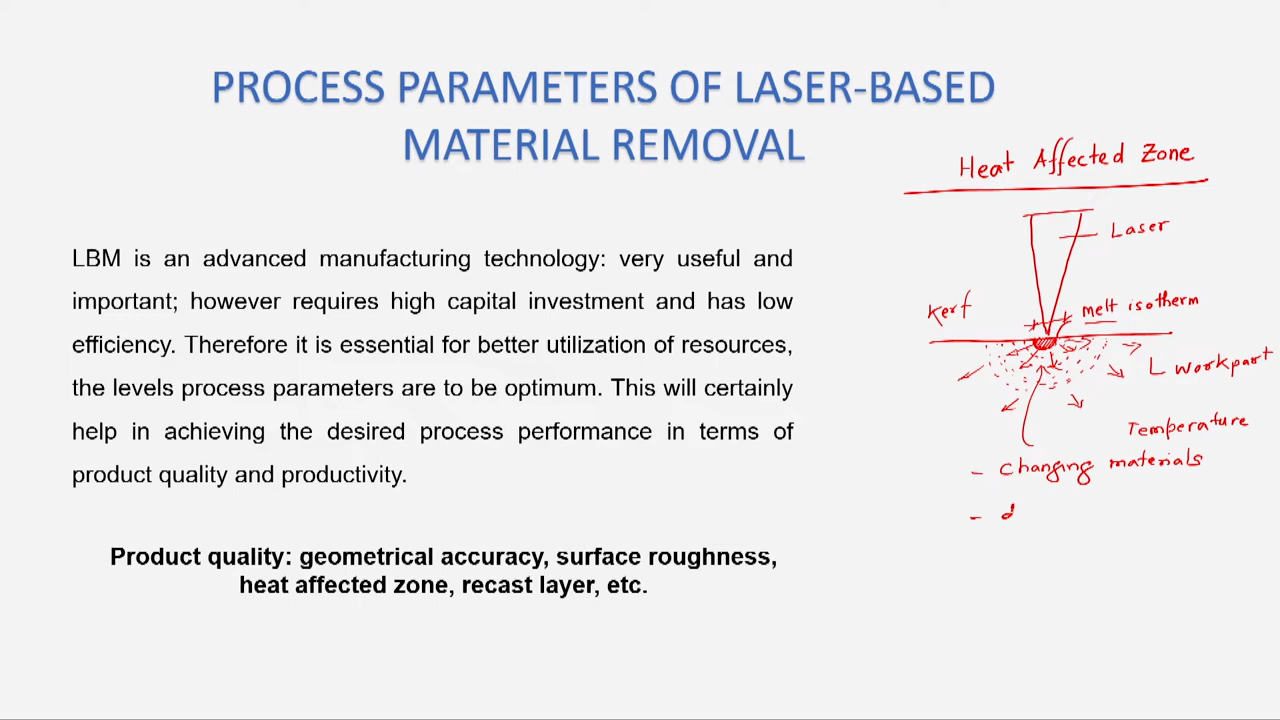 PROCESS PARAMETERS OF LASER-BASED
MATERIAL REMOVAL
LBM is an advanced manufacturing technology: very useful and
important; however requires high capital investment and has low
efficiency. Therefore it is essential for better utilization of resources,
the levels process parameters are to be optimum. This will certainly
help in achieving the desired process performance in terms of
product quality and productivity.
Product quality: geometrical accuracy, surface roughness,
heat affected zone, recast layer, etc.
Heat Affected Zone
Laser
Kerf
melt isotherm
workpart
Temperature
- Changing materials
- d